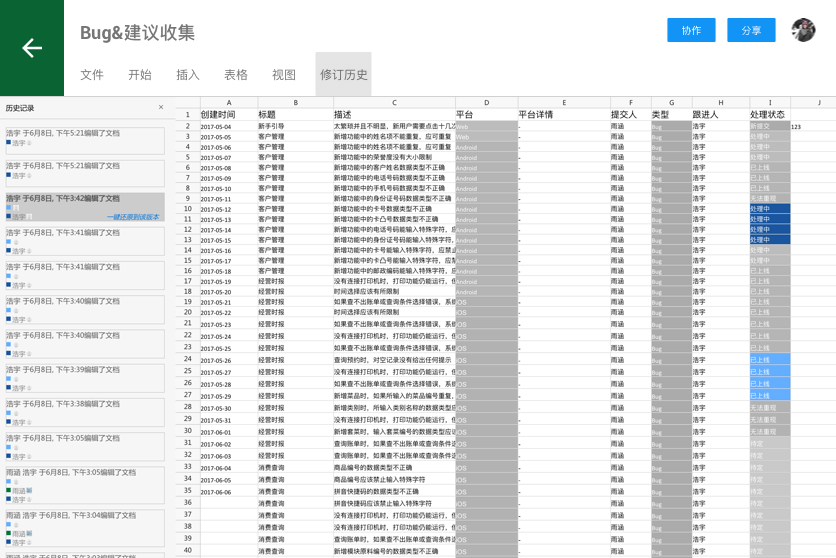 Bug&建议收集
协作
分享
文件 开始 插入 表格 视图 修订历史
历史记录 ×
浩宇 于6月8日, 下午5:21编辑了文档
浩宇
浩宇 于6月8日, 下午5:21编辑了文档
浩宇
浩宇 于6月8日, 下午3:42编辑了文档
浩宇
一键还原到该版本
浩宇 于6月8日, 下午3:41编辑了文档
浩宇
浩宇 于6月8日, 下午3:41编辑了文档
浩宇
浩宇 于6月8日, 下午3:40编辑了文档
浩宇
浩宇 于6月8日, 下午3:40编辑了文档
浩宇
浩宇 于6月8日, 下午3:39编辑了文档
浩宇
浩宇 于6月8日, 下午3:38编辑了文档
浩宇
浩宇 于6月8日, 下午3:05编辑了文档
浩宇
雨涵 浩宇 于6月8日, 下午3:05编辑了文档
雨涵
浩宇
雨涵 浩宇 于6月8日, 下午3:04编辑了文档
雨涵
浩宇
A B C D E F G H I J
1 创建时间 标题 描述 平台 平台详情 提交人 类型 跟进人 处理状态
2 2017-05-04 新手引导 太繁琐并且不明显，新用户需要点击十几次 Web - 雨涵 Bug 浩宇 新提交 123
3 2017-05-05 客户管理 新增功能中的姓名项不能重复，应可重复 Web - 雨涵 Bug 浩宇 处理中
4 2017-05-06 客户管理 新增功能中的姓名项不能重复，应可重复 Android - 雨涵 Bug 浩宇 处理中
5 2017-05-07 客户管理 新增功能中的荣誉度没有大小限制 Android - 雨涵 Bug 浩宇 处理中
6 2017-05-08 客户管理 新增功能中的客户姓名数据类型不正确 Android - 雨涵 Bug 浩宇 已上线
7 2017-05-09 客户管理 新增功能中的电话号码数据类型不正确 Android - 雨涵 Bug 浩宇 已上线
8 2017-05-10 客户管理 新增功能中的手机号码数据类型不正确 Android - 雨涵 Bug 浩宇 已上线
9 2017-05-11 客户管理 新增功能中的身份证号码数据类型不正确 Android - 雨涵 Bug 浩宇 无法重现
10 2017-05-12 客户管理 新增功能中的卡号数据类型不正确 Android - 雨涵 Bug 浩宇 处理中
11 2017-05-13 客户管理 新增功能中的卡凸号数据类型不正确 Android - 雨涵 Bug 浩宇 处理中
12 2017-05-14 客户管理 新增功能中的电话号码能输入特殊字符， Android - 雨涵 Bug 浩宇 处理中
13 2017-05-15 客户管理 新增功能中的身份证号码能输入特殊字符， Android - 雨涵 Bug 浩宇 处理中
14 2017-05-16 客户管理 新增功能中的卡号能输入特殊字符，应禁止 Android - 雨涵 Bug 浩宇 处理中
15 2017-05-17 客户管理 新增功能中的卡凸号能输入特殊字符，应禁 Android - 雨涵 Bug 浩宇 处理中
16 2017-05-18 客户管理 新增功能中的邮政编码能输入特殊字符， Android - 雨涵 Bug 浩宇 已上线
17 2017-05-19 经营时报 没有连接打印机时，打印功能仍能运行， Android - 雨涵 Bug 浩宇 已上线
18 2017-05-20 经营时报 时间选择应该有所限制 Android - 雨涵 Bug 浩宇 已上线
19 2017-05-21 经营时报 如果查不出账单或查询条件选择错误，系统 iOS - 雨涵 Bug 浩宇 已上线
20 2017-05-22 经营时报 时间选择应该有所限制 iOS - 雨涵 Bug 浩宇 已上线
21 2017-05-23 经营时报 如果查不出账单或查询条件选择错误，系统 iOS - 雨涵 Bug 浩宇 已上线
22 2017-05-24 经营时报 没有连接打印机时，打印功能仍能运行， iOS - 雨涵 Bug 浩宇 已上线
23 2017-05-25 经营时报 如果查不出账单或查询条件选择错误，系统 iOS - 雨涵 Bug 浩宇 已上线
24 2017-05-26 经营时报 查询预约时，对空记录没有给出任何提示 iOS - 雨涵 Bug 浩宇 已上线
25 2017-05-27 经营时报 没有连接打印机时，打印功能仍能运行， iOS - 雨涵 Bug 浩宇 已上线
26 2017-05-28 经营时报 如果查不出账单或查询条件选择错误，系统 iOS - 雨涵 Bug 浩宇 已上线
27 2017-05-29 经营时报 新增菜品时，如果所输入的菜品编号重复， iOS - 雨涵 Bug 浩宇 已上线
28 2017-05-30 经营时报 新增类别时，所输入类别名称的数据类型应 iOS - 雨涵 Bug 浩宇 无法重现
29 2017-05-31 经营时报 没有连接打印机时，打印功能仍能运行， iOS - 雨涵 Bug 浩宇 无法重现
30 2017-06-01 经营时报 新增套菜时，输入套菜编号的数据类型应 iOS - 雨涵 Bug 浩宇 无法重现
31 2017-06-02 经营时报 查询账单时，如果查不出账单或查询条件选 iOS - 雨涵 Bug 浩宇 待定
32 2017-06-03 经营时报 查询账单时，如果查不出账单或查询条件选 iOS - 雨涵 Bug 浩宇 待定
33 2017-06-04 消费查询 商品编号的数据类型不正确 iOS - 雨涵 Bug 浩宇 待定
34 2017-06-05 消费查询 商品编号应该禁止输入特殊字符 iOS - 雨涵 Bug 浩宇 待定
35 2017-06-06 消费查询 拼音快捷码的数据类型不正确 iOS - 雨涵 Bug 浩宇 待定
36 消费查询 拼音快捷码应该禁止输入特殊字符 iOS - 雨涵 Bug 浩宇 待定
37 消费查询 没有连接打印机时，打印功能仍能运行， iOS - 雨涵 Bug 浩宇 待定
38 消费查询 没有连接打印机时，打印功能仍能运行， iOS - 雨涵 Bug 浩宇 待定
39 消费查询 如果查不出账单或查询条件选择错误，系统 iOS - 雨涵 Bug 浩宇 待定
40 消费查询 新增模块原料编号的数据类型不正确 iOS - 雨涵 Bug 浩宇 待定